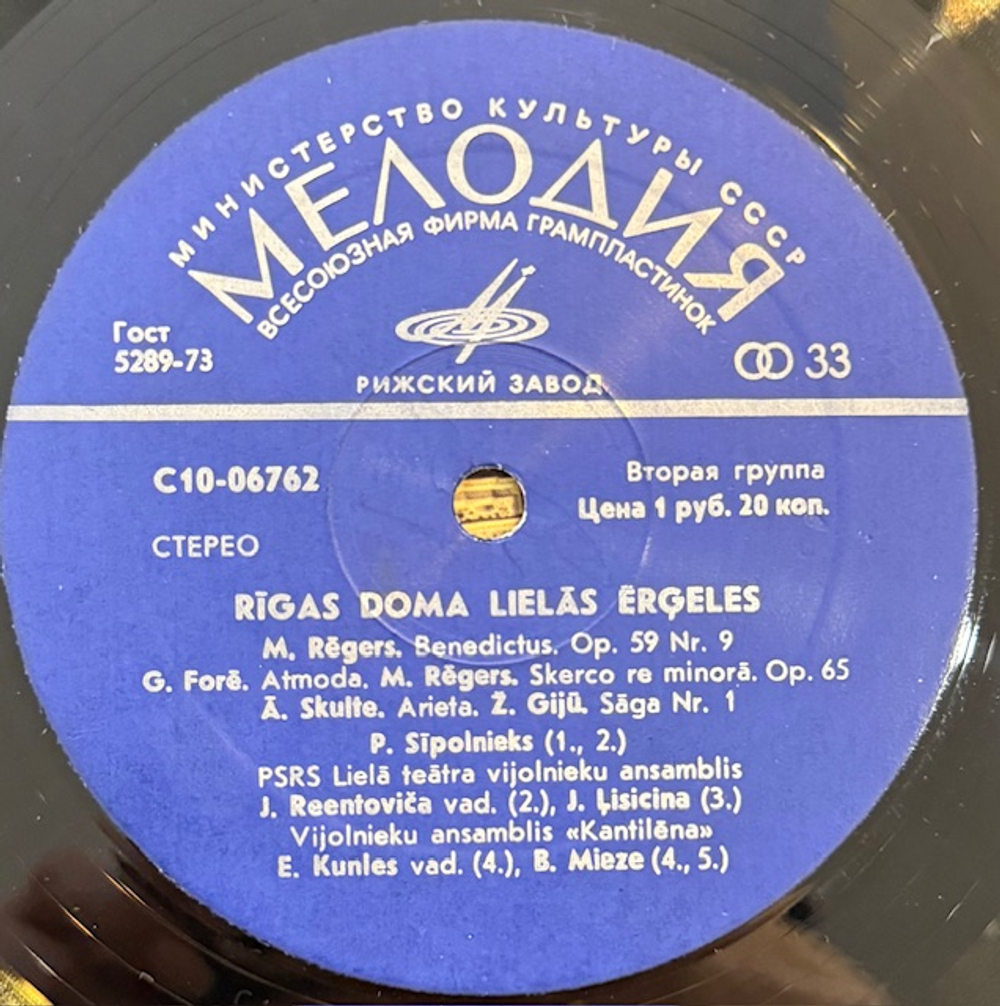 МИНИСТЕРСТВО КУЛЬТУРЫ СССР
МЕЛОДИЯ
ВСЕСОЮЗНАЯ ФИРМА ГРАМПЛАСТИНОК
Гост
5289-73
33
РИЖСКИЙ ЗАВОД
С10-06762
Вторая группа
Цена 1 руб. 20 коп.
СТЕРЕО
RĪGAS DOMA LIELĀS ĒRĢELES
M. Rēgers. Benedictus. Op. 59 Nr. 9
G. Forē. Atmoda. M. Rēgers. Skerco re minorā. Op. 65
Ā. Skulte. Arieta. Ž. Gijū. Sāga Nr. 1
P. Sīpolnieks (1., 2.)
PSRS Lielā teātra vijolnieku ansamblis
J. Reentoviča vad. (2.), J. Ļisicina (3.)
Vijolnieku ansamblis «Kantilēna»
E. Kunles vad. (4.), B. Mieze (4., 5.)